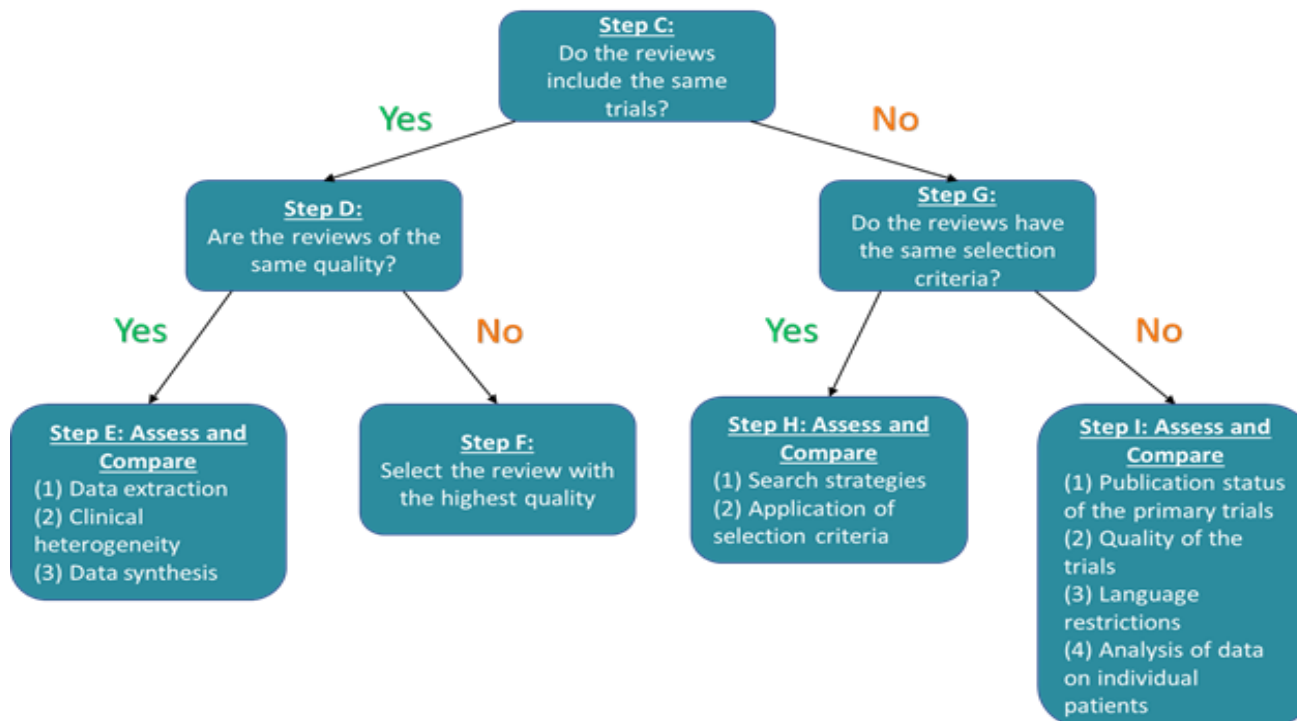 Step C:
Do the reviews
include the same
trials?
Yes
No
Step D:
Are the reviews of the
same quality?
Step G:
Do the reviews have
the same selection
criteria?
Yes
No
Yes
No
Step E: Assess and
Compare
(1) Data extraction
(2) Clinical
heterogeneity
(3) Data synthesis
Step F:
Select the review with
the highest quality
Step H: Assess and
Compare
(1) Search strategies
(2) Application of
selection criteria
Step I: Assess and
Compare
(1) Publication status
of the primary trials
(2) Quality of the
trials
(3) Language
restrictions
(4) Analysis of data
on individual
patients